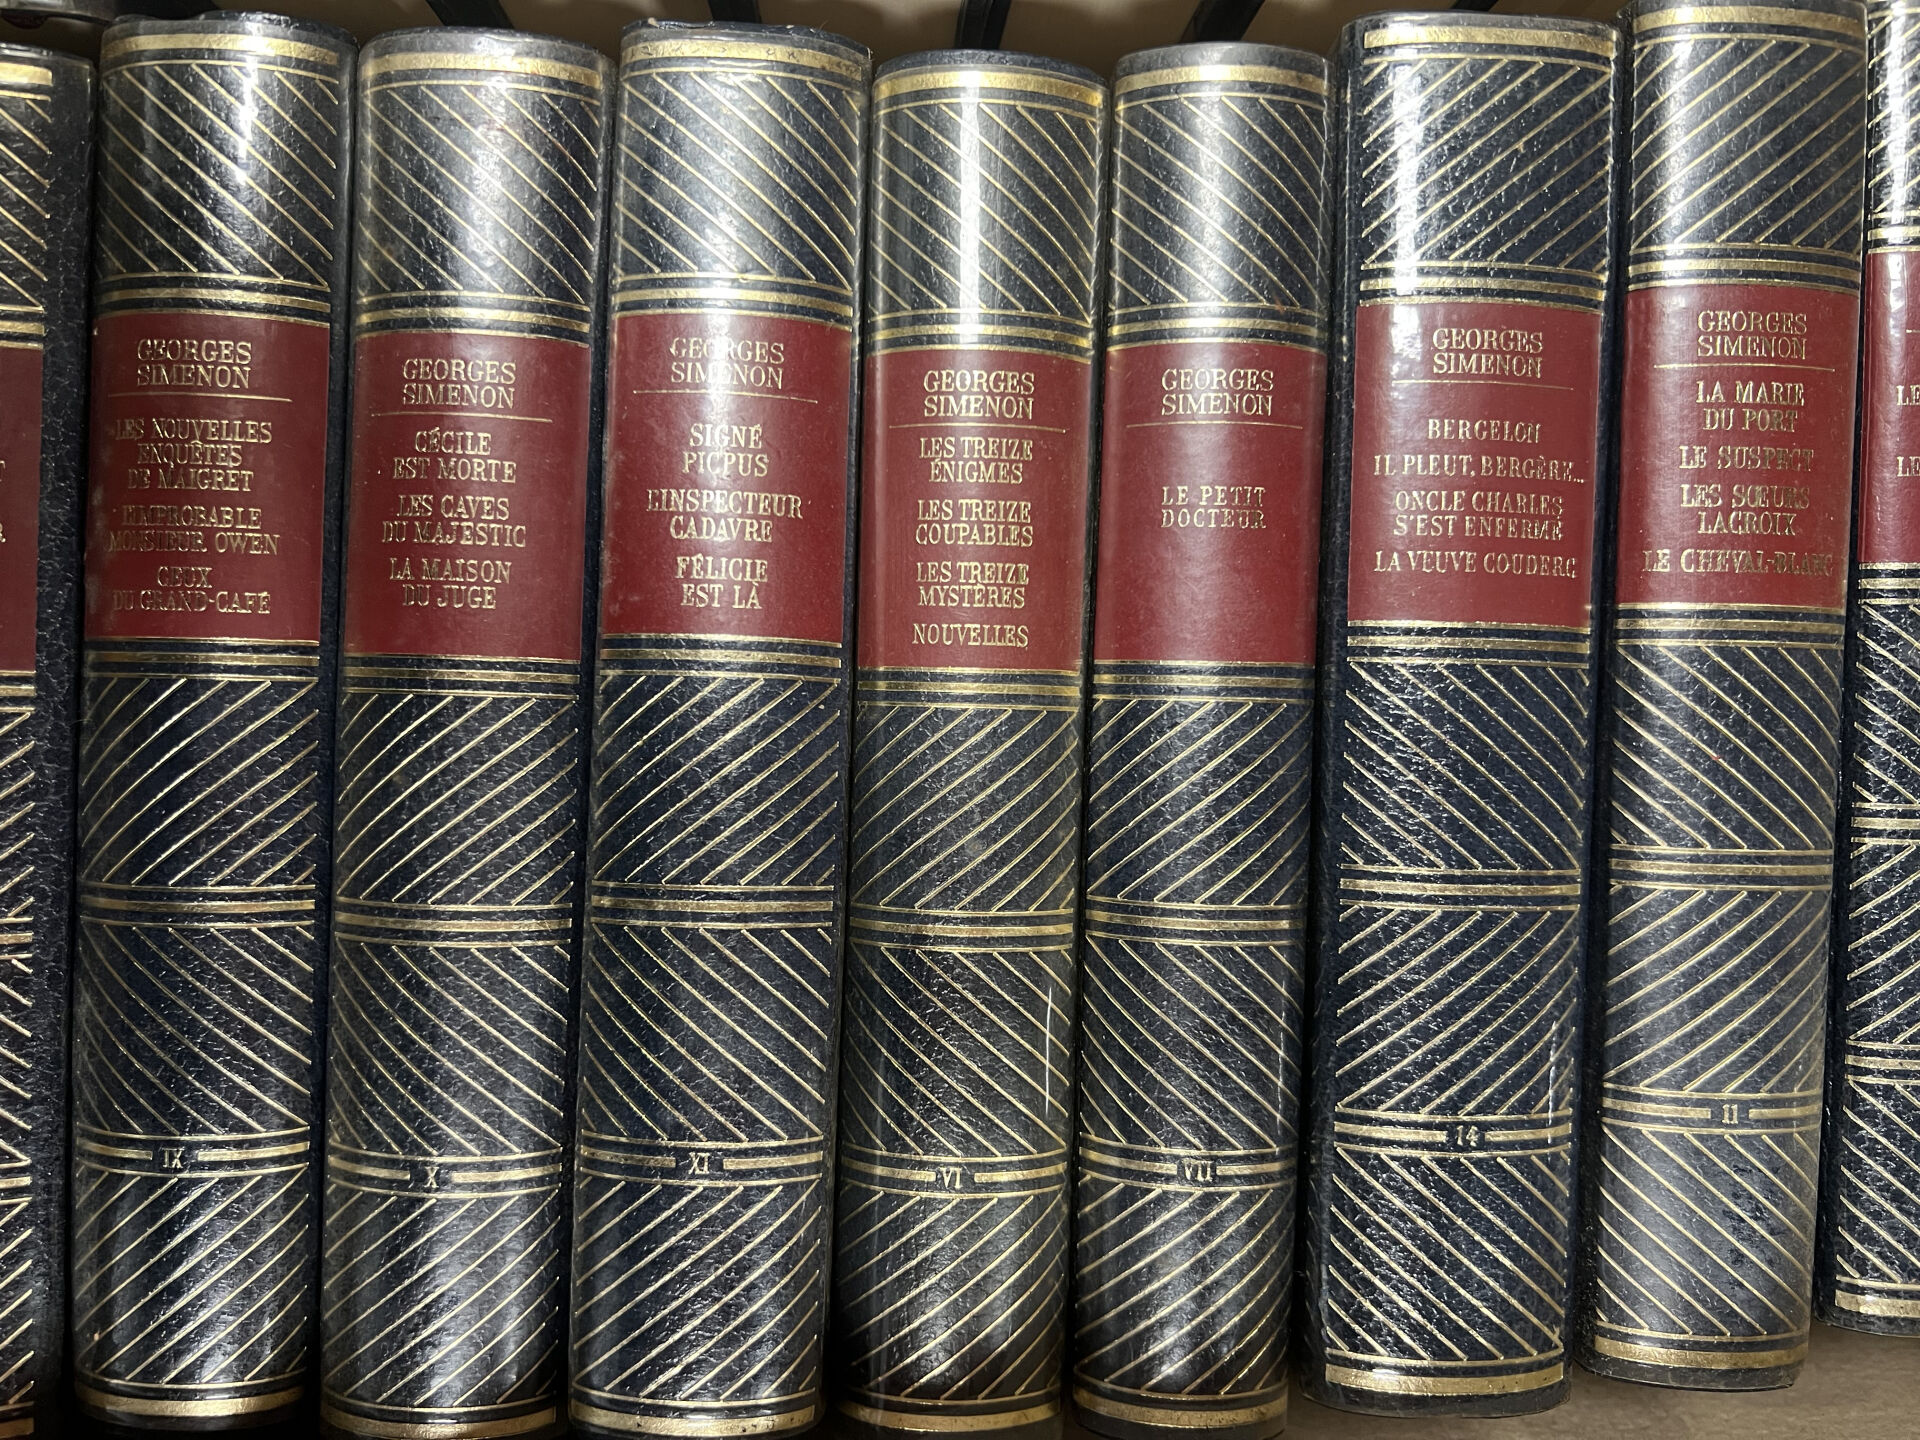 GEORGES
SIMENON
LES NOUVELLES
ENQUÊTES
DE MAIGRET
L'IMPROBABLE
MONSIEUR OWEN
CEUX
DU GRAND-CAFÉ
IX
GEORGES
SIMENON
CÉCILE
EST MORTE
LES CAVES
DU MAJESTIC
LA MAISON
DU JUGE
X
GEORGES
SIMENON
SIGNÉ
PICPUS
L'INSPECTEUR
CADAVRE
FÉLICIE
EST LÀ
XI
GEORGES
SIMENON
LES TREIZE
ÉNIGMES
LES TREIZE
COUPABLES
LES TREIZE
MYSTÈRES
NOUVELLES
VI
GEORGES
SIMENON
LE PETIT
DOCTEUR
VII
GEORGES
SIMENON
BERGELON
IL PLEUT, BERGÈRE...
ONCLE CHARLES
S'EST ENFERMÉ
LA VEUVE COUDERC
14
GEORGES
SIMENON
LA MARIE
DU PORT
LE SUSPECT
LES SŒURS
LACROIX
LE CHEVAL-BLANC
11
LE
LE